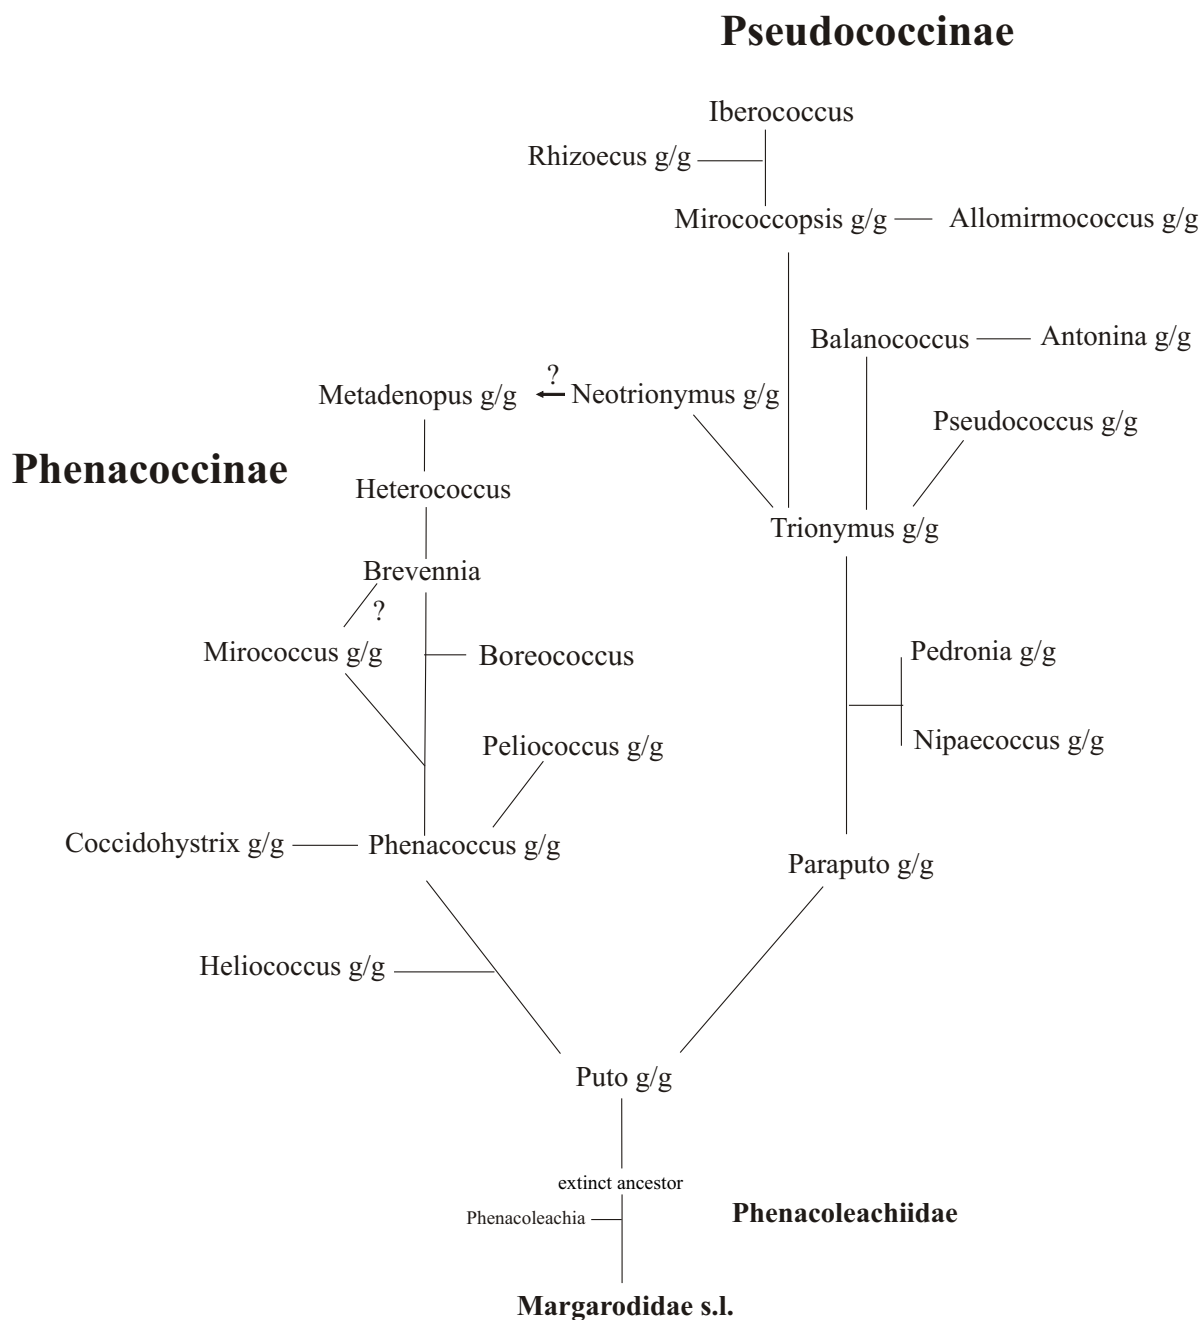 Pseudococcinae
Iberococcus
Rhizoecus g/g
Mirococcopsis g/g
Allomirmococcus g/g
Balanococcus
Antonina g/g
?
Metadenopus g/g
Neotrionymus g/g
Pseudococcus g/g
Phenacoccinae
Heterococcus
Trionymus g/g
Brevennia
?
Mirococcus g/g
Boreococcus
Pedronia g/g
Peliococcus g/g
Nipaecoccus g/g
Coccidohystrix g/g
Phenacoccus g/g
Paraputo g/g
Heliococcus g/g
Puto g/g
extinct ancestor
Phenacoleachia
Phenacoleachiidae
Margarodidae s.l.